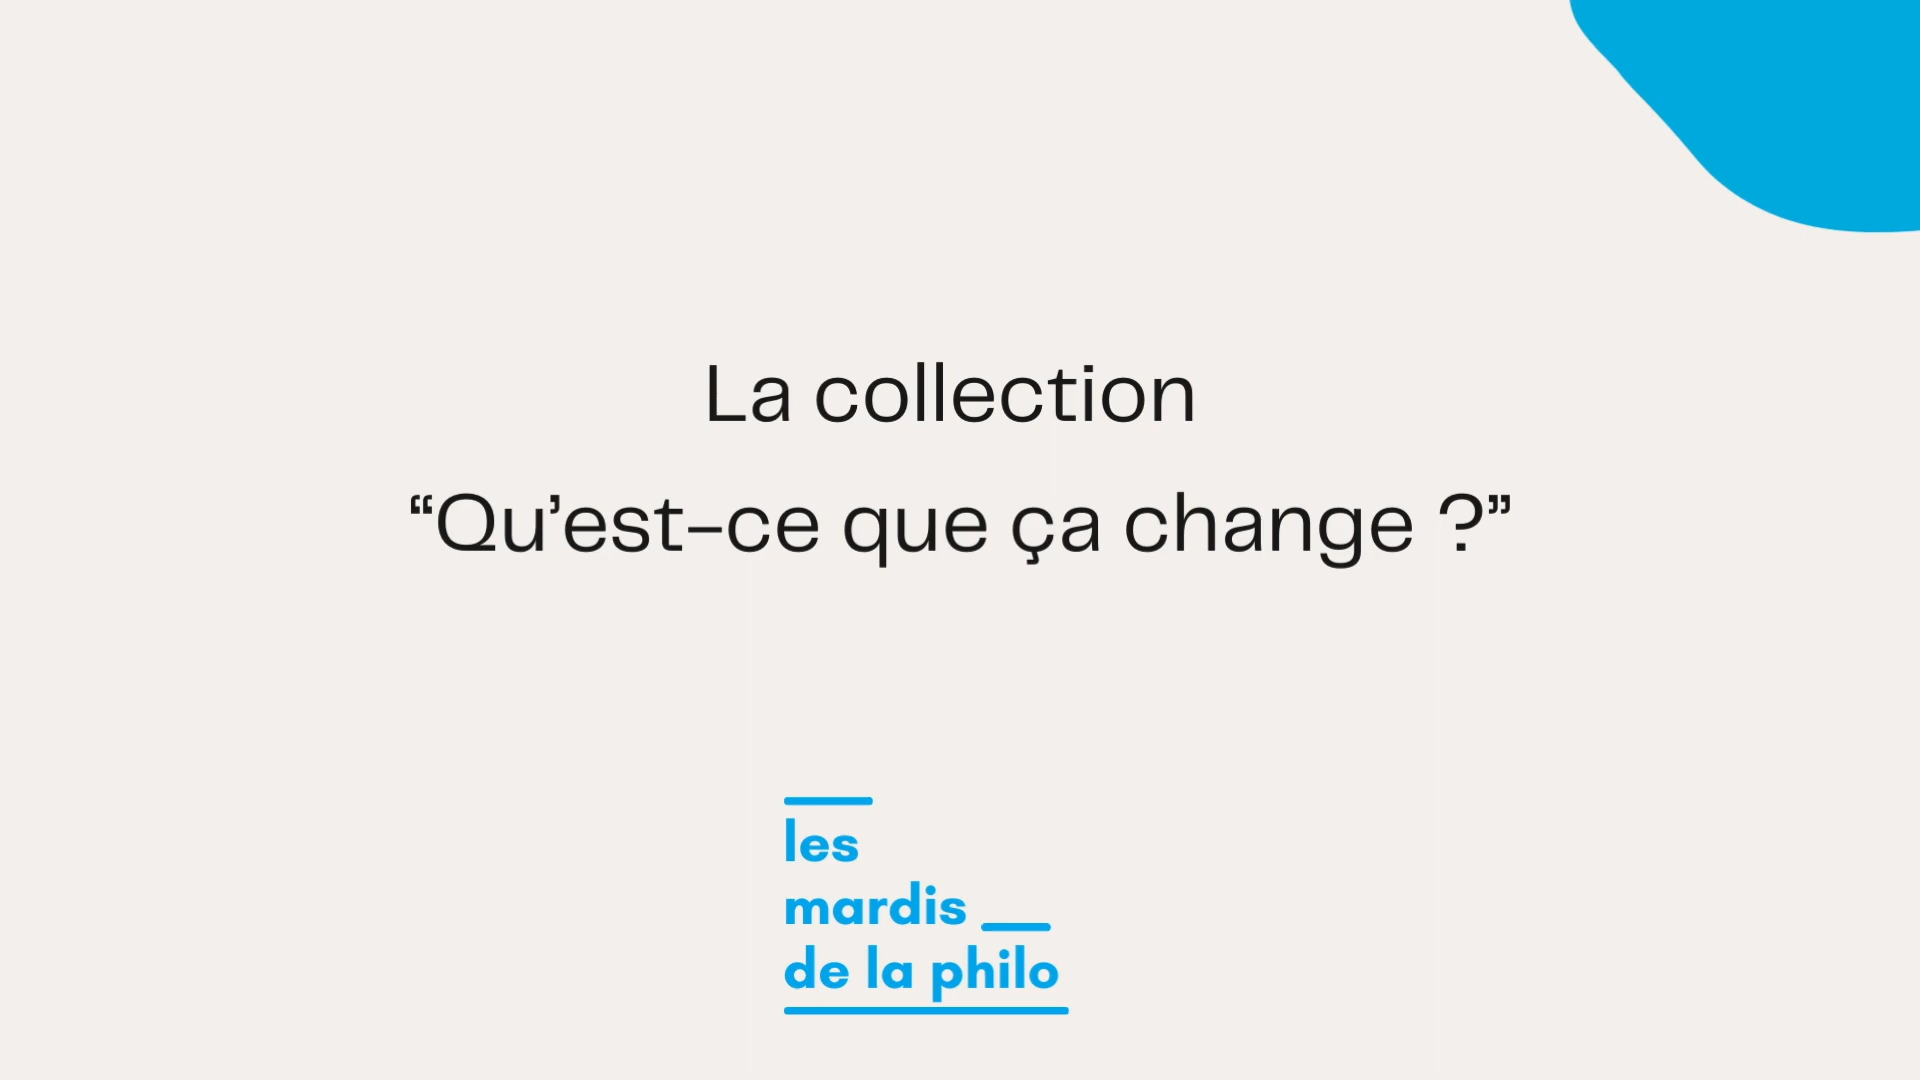 La collection
“Qu’est-ce que ça change ?”
les
mardis
de la philo